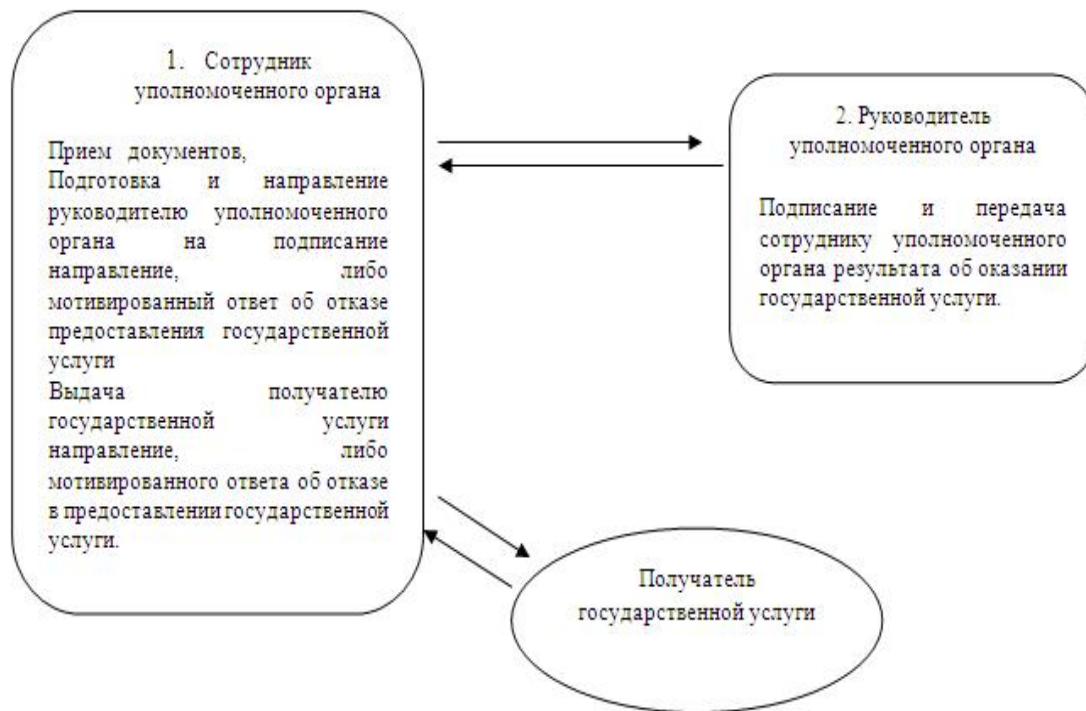 1. Сотрудник
уполномоченного органа
Прием документов,
Подготовка и направление
руководителю уполномоченного
органа на подписание
направление, либо
мотивированный ответ об отказе
предоставления государственной
услуги
Выдача получателю
государственной услуги
направление, либо
мотивированного ответа об отказе
в предоставлении государственной
услуги.
2. Руководитель
уполномоченного органа
Подписание и передача
сотруднику уполномоченного
органа результата об оказании
государственной услуги.
Получатель
государственной услуги